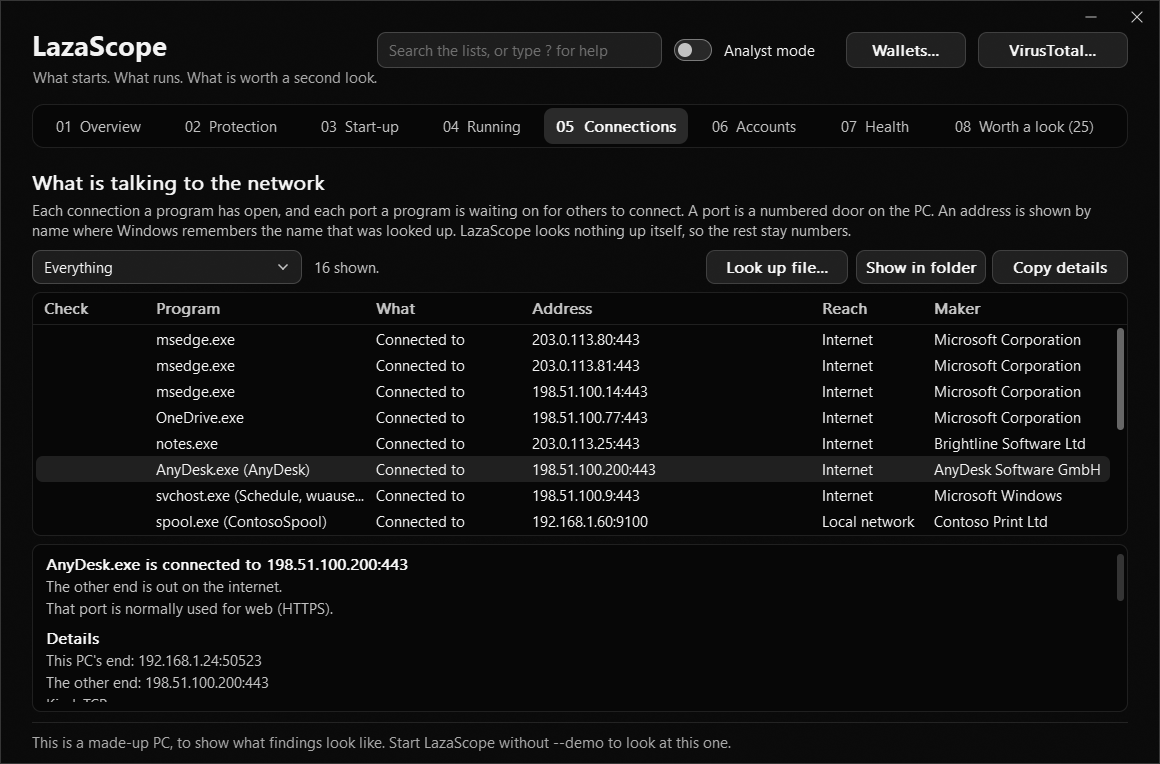 LazaScope
Search the lists, or type ? for help
Analyst mode
Wallets...
VirusTotal...
What starts. What runs. What is worth a second look.
01 Overview
02 Protection
03 Start-up
04 Running
05 Connections
06 Accounts
07 Health
08 Worth a look (25)
What is talking to the network
Each connection a program has open, and each port a program is waiting on for others to connect. A port is a numbered door on the PC. An address is shown by
name where Windows remembers the name that was looked up. LazaScope looks nothing up itself, so the rest stay numbers.
Everything
16 shown.
Look up file...
Show in folder
Copy details
Check Program What Address Reach Maker
msedge.exe Connected to 203.0.113.80:443 Internet Microsoft Corporation
msedge.exe Connected to 203.0.113.81:443 Internet Microsoft Corporation
msedge.exe Connected to 198.51.100.14:443 Internet Microsoft Corporation
OneDrive.exe Connected to 198.51.100.77:443 Internet Microsoft Corporation
notes.exe Connected to 203.0.113.25:443 Internet Brightline Software Ltd
AnyDesk.exe (AnyDesk) Connected to 198.51.100.200:443 Internet AnyDesk Software GmbH
svchost.exe (Schedule, wuause... Connected to 198.51.100.9:443 Internet Microsoft Windows
spool.exe (ContosoSpool) Connected to 192.168.1.60:9100 Local network Contoso Print Ltd
AnyDesk.exe is connected to 198.51.100.200:443
The other end is out on the internet.
That port is normally used for web (HTTPS).
Details
This PC's end: 192.168.1.24:50523
The other end: 198.51.100.200:443
This is a made-up PC, to show what findings look like. Start LazaScope without --demo to look at this one.